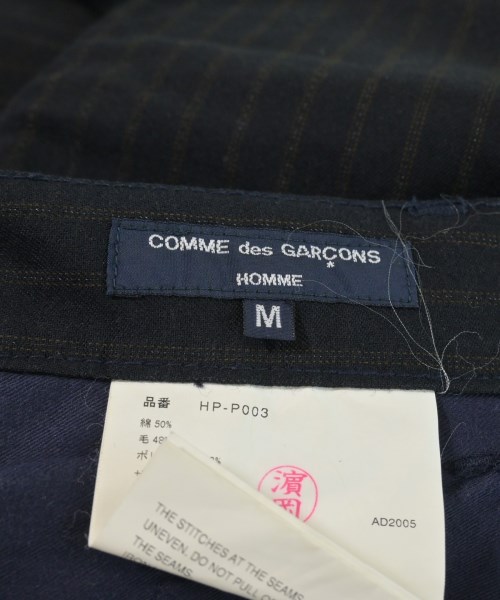 COMME des GARÇONS
HOMME
M
品番 HP-P003
綿 50%
毛 48%
濱岡
AD2005
THE STITCHES AT THE SEAMS
UNEVEN. DO NOT PULL
THE SEAMS.